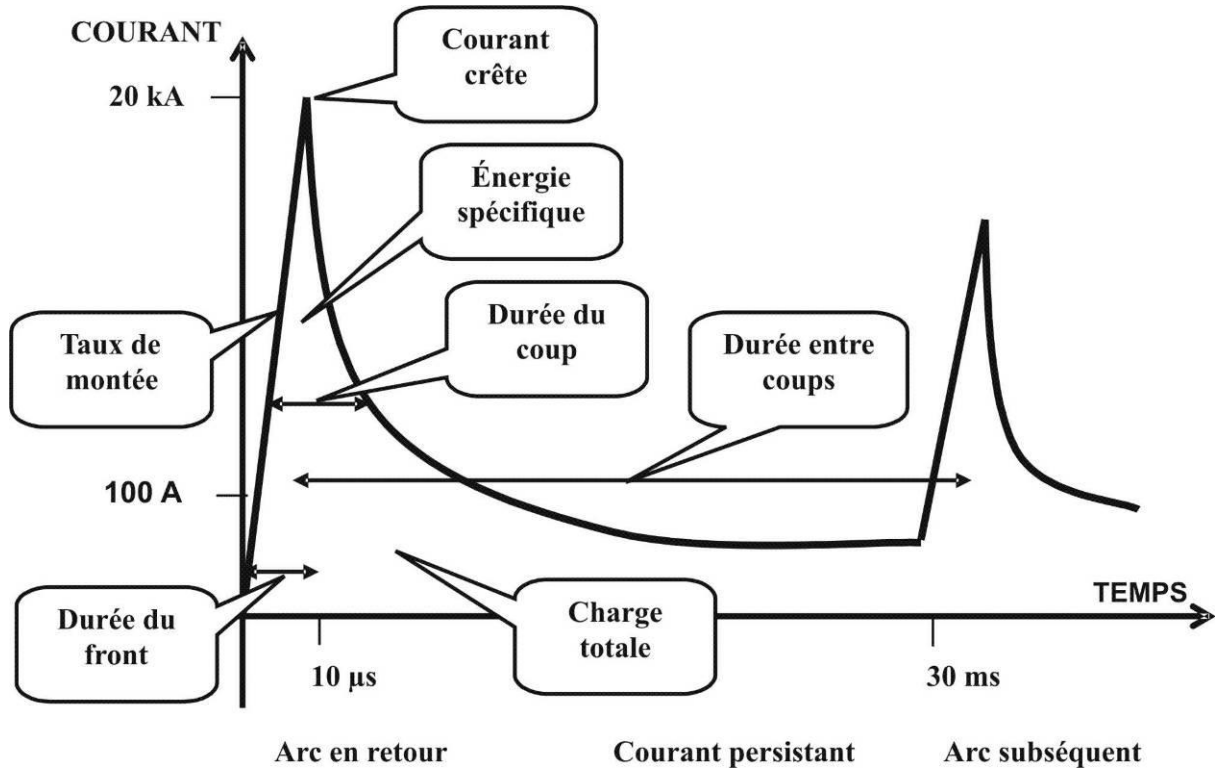 COURANT
20 kA
Courant
crête
Énergie
spécifique
Durée du
coup
Taux de
montée
Durée entre
coups
100 A
Durée du
front
Charge
totale
TEMPS
10 µs
30 ms
Arc en retour
Courant persistant
Arc subséquent